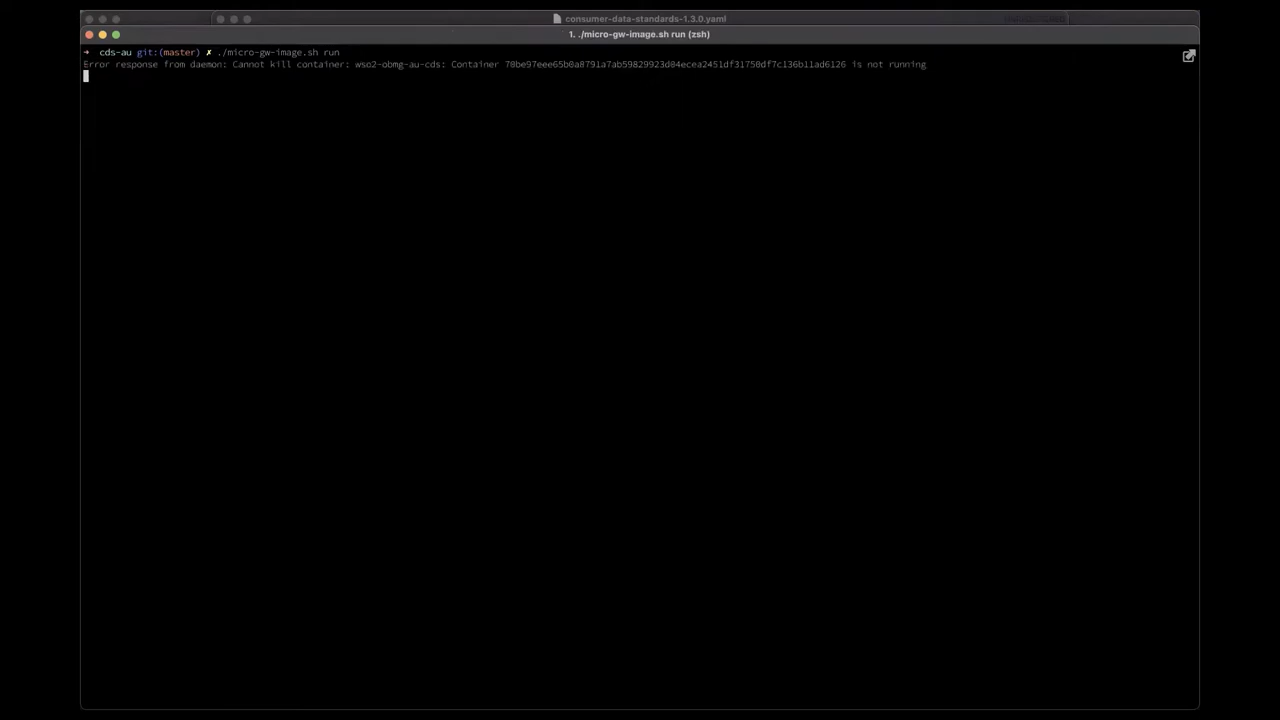 consumer-data-standards-1.3.0.yaml
1. ./micro-gw-image.sh run (zsh)
➜ cds-au git:(master) ✗ ./micro-gw-image.sh run
Error response from daemon: Cannot kill container: wso2-obmg-au-cds: Container 78be97eee65b0a8791a7ab59829923d04ecea2451df31750df7c136b11ad6126 is not running